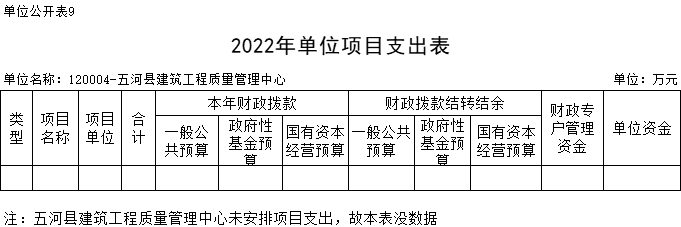 单位公开表9
2022年单位项目支出表
单位名称：120004-五河县建筑工程质量管理中心 单位：万元
类型 项目名称 项目单位 合计 本年财政拨款 财政拨款结转结余 财政专户管理资金 单位资金
一般公共预算 政府性基金预算 国有资本经营预算 一般公共预算 政府性基金预算 国有资本经营预算
注：五河县建筑工程质量管理中心未安排项目支出，故本表没数据